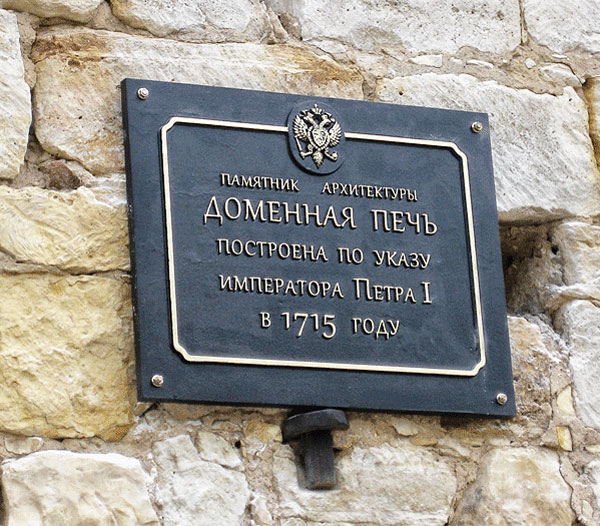 ПАМЯТНИК АРХИТЕКТУРЫ
ДОМЕННАЯ ПЕЧЬ
ПОСТРОЕНА ПО УКАЗУ
ИМПЕРАТОРА ПЕТРА I
В 1715 ГОДУ